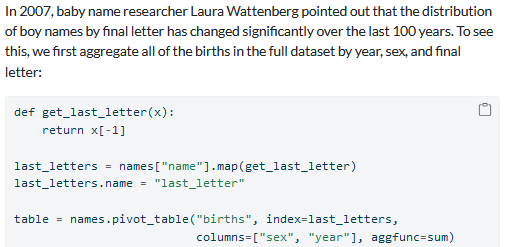 In 2007, baby name researcher Laura Wattenberg pointed out that the distribution
of boy names by final letter has changed significantly over the last 100 years. To see
this, we first aggregate all of the births in the full dataset by year, sex, and final
letter:
def get_last_letter(x):
    return x[-1]
last_letters = names["name"].map(get_last_letter)
last_letters.name = "last_letter"
table = names.pivot_table("births", index=last_letters,
                          columns=["sex", "year"], aggfunc=sum)